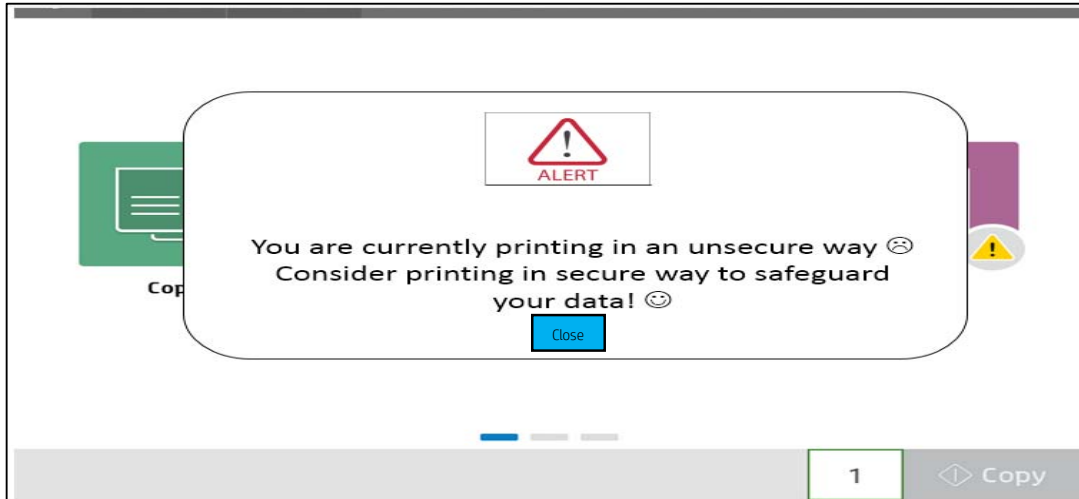 ALERT
You are currently printing in an unsecure way ☹
Consider printing in secure way to safeguard
your data! ☺
Close
Cop
1
Copy